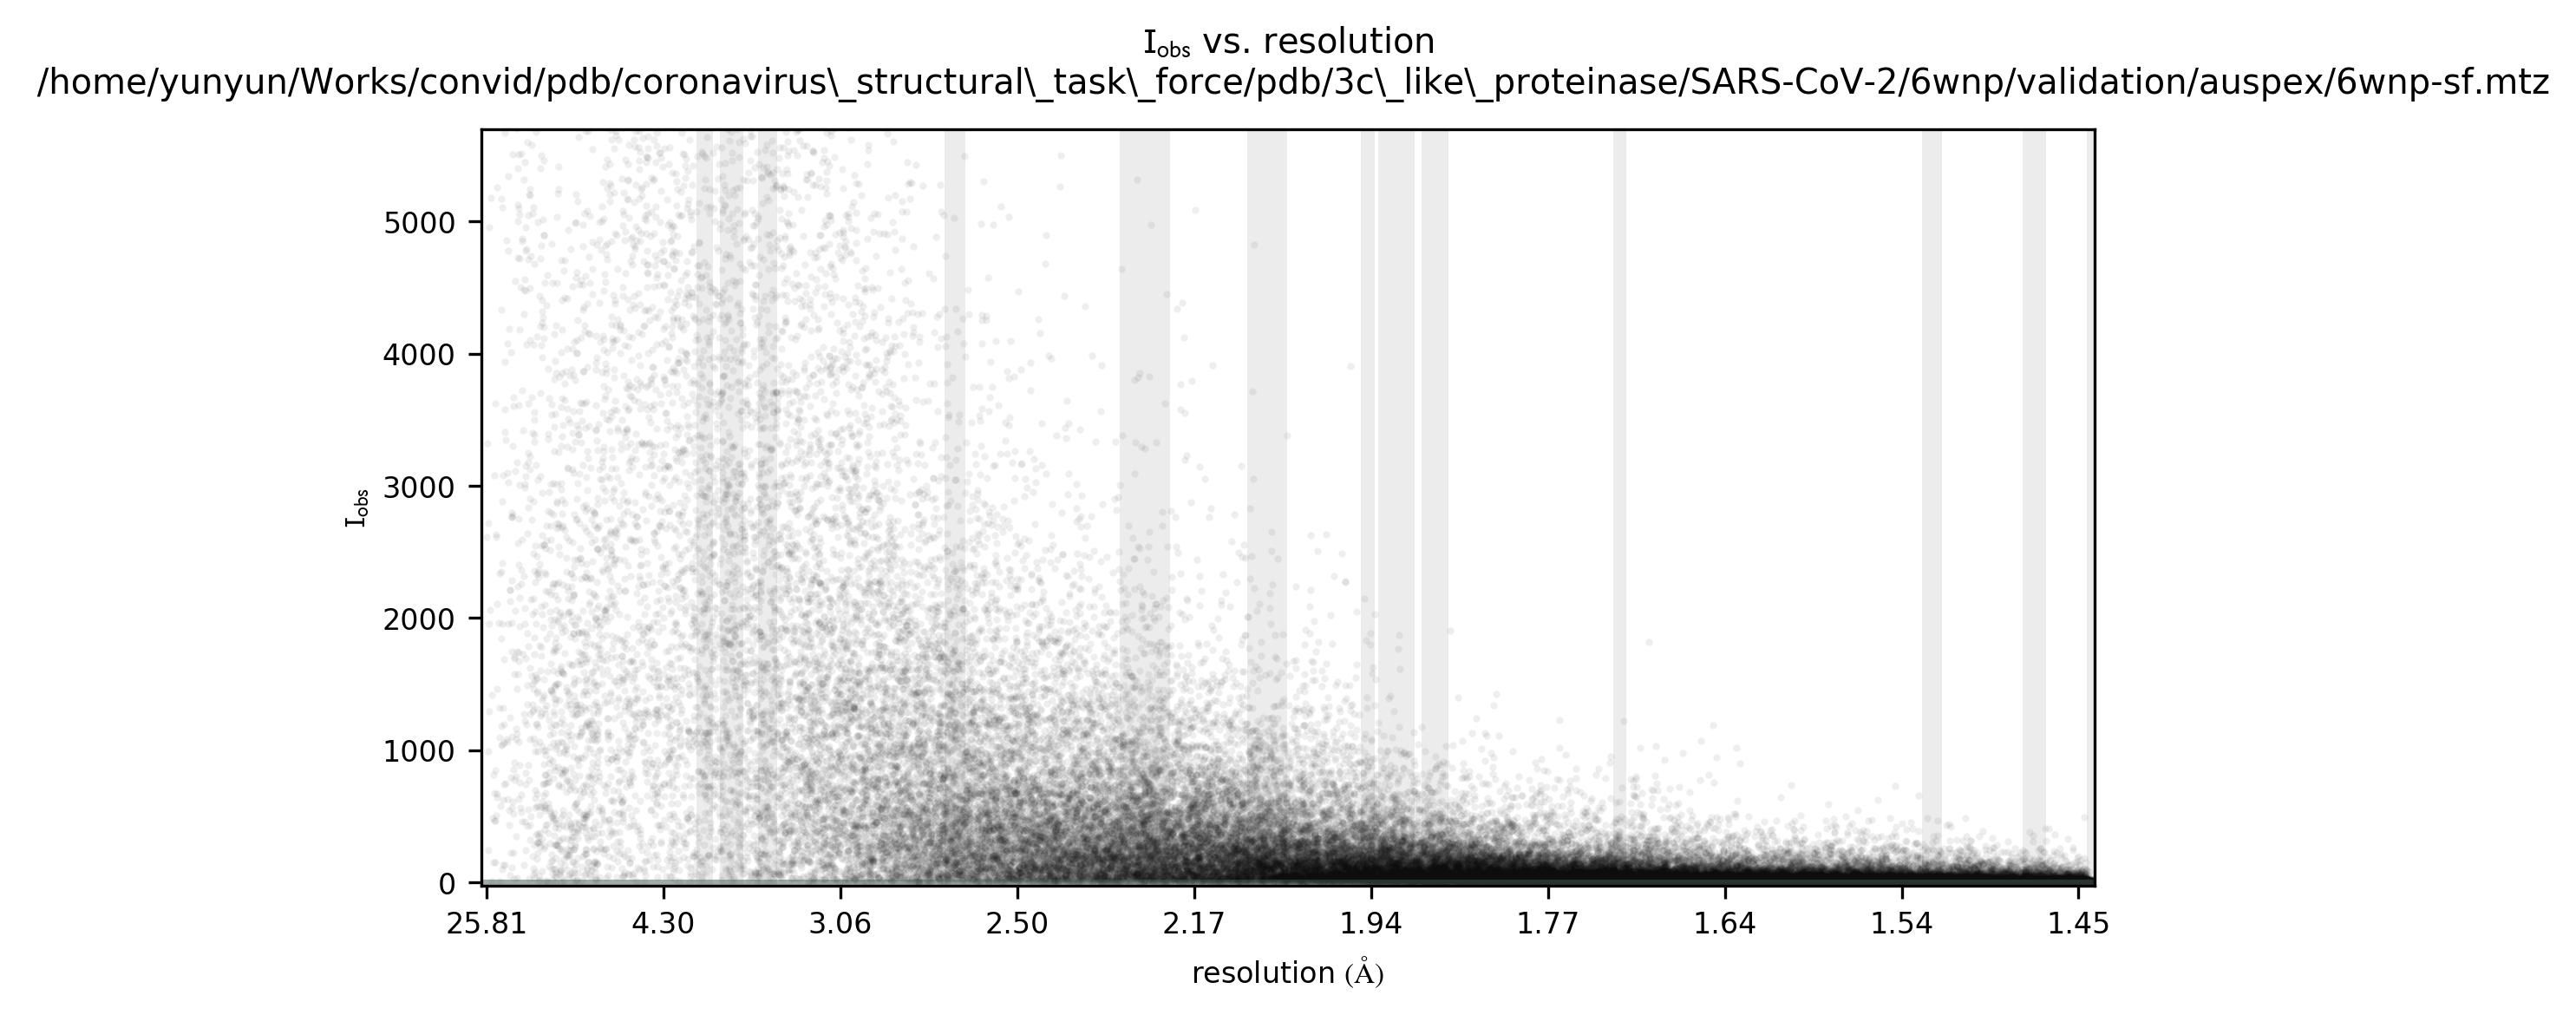 I_obs vs. resolution
/home/yunyun/Works/convid/pdb/coronavirus\_structural\_task\_force/pdb/3c\_like\_proteinase/SARS-CoV-2/6wnp/validation/auspex/6wnp-sf.mtz
5000
4000
3000
2000
1000
0
I_obs
25.81 4.30 3.06 2.50 2.17 1.94 1.77 1.64 1.54 1.45
resolution (Å)